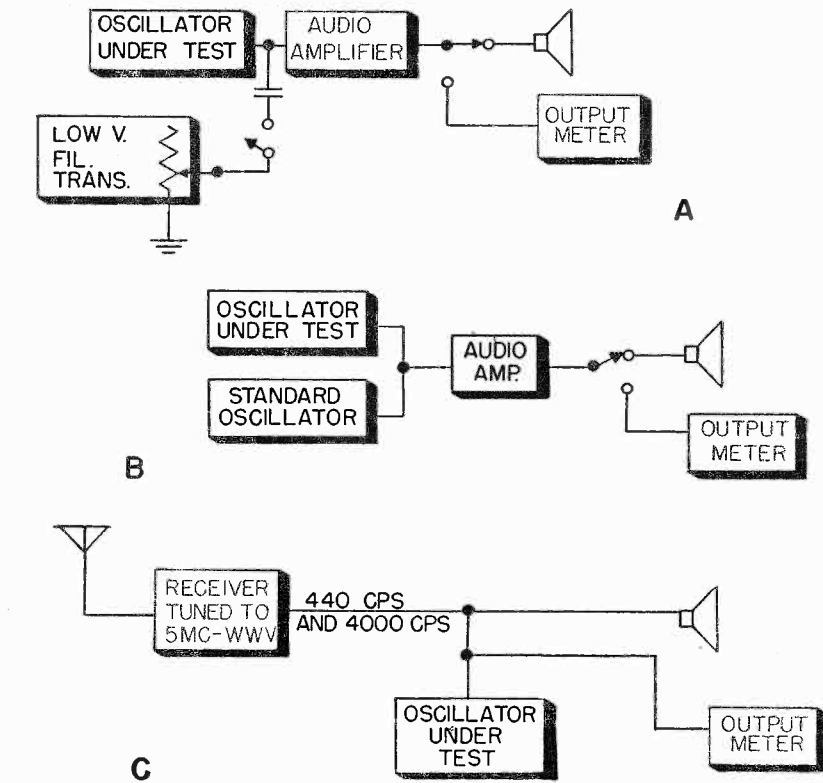 OSCILLATOR
UNDER TEST
AUDIO
AMPLIFIER
LOW V.
FIL.
TRANS.
OUTPUT
METER
A
OSCILLATOR
UNDER TEST
STANDARD
OSCILLATOR
AUDIO
AMP.
OUTPUT
METER
B
RECEIVER
TUNED TO
5MC-WWV
440 CPS
AND 4000 CPS
OSCILLATOR
UNDER
TEST
OUTPUT
METER
C